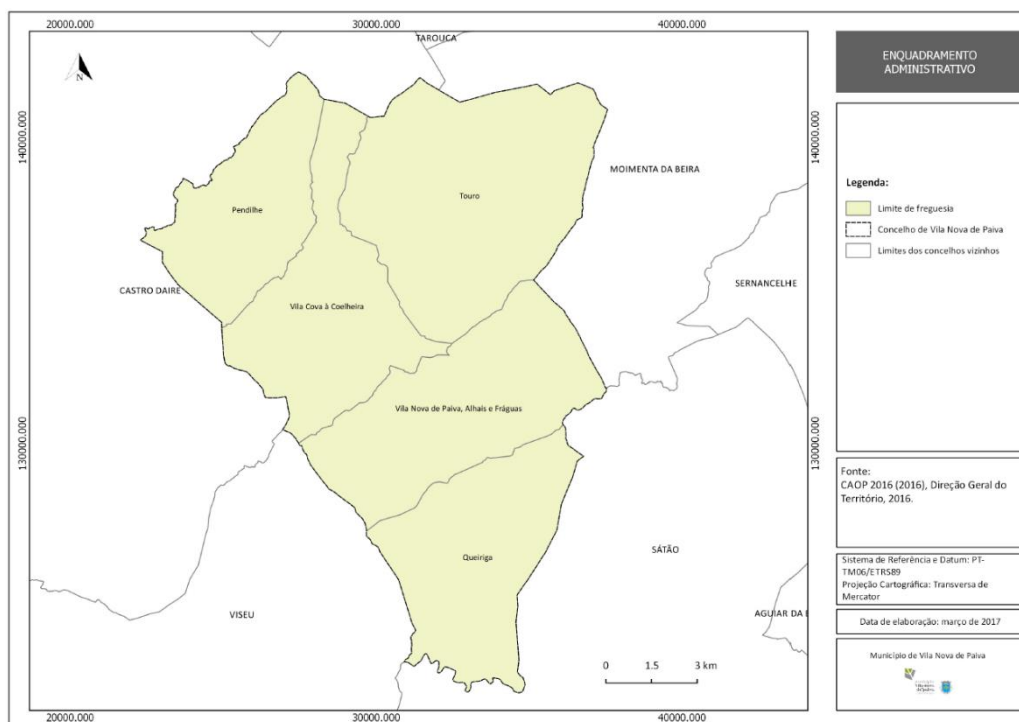 20000.000
30000.000
40000.000
TAROUCA
N
140000.000
140000.000
MOIMENTA DA BEIRA
Touro
Pendilhe
CASTRO DAIRE
SERNANCELHE
Vila Cova à Coelheira
Vila Nova de Paiva, Alhais e Fráguas
130000.000
130000.000
Queiriga
SÁTÃO
VISEU
AGUIAR DA B
0 1.5 3 km
20000.000
30000.000
40000.000
ENQUADRAMENTO
ADMINISTRATIVO
Legenda:
Limite de freguesia
Concelho de Vila Nova de Paiva
Limites dos concelhos vizinhos
Fonte:
CAOP 2016 (2016), Direção Geral do
Território, 2016.
Sistema de Referência e Datum: PT-
TM06/ETRS89
Projeção Cartográfica: Transversa de
Mercator
Data de elaboração: março de 2017
Município de Vila Nova de Paiva